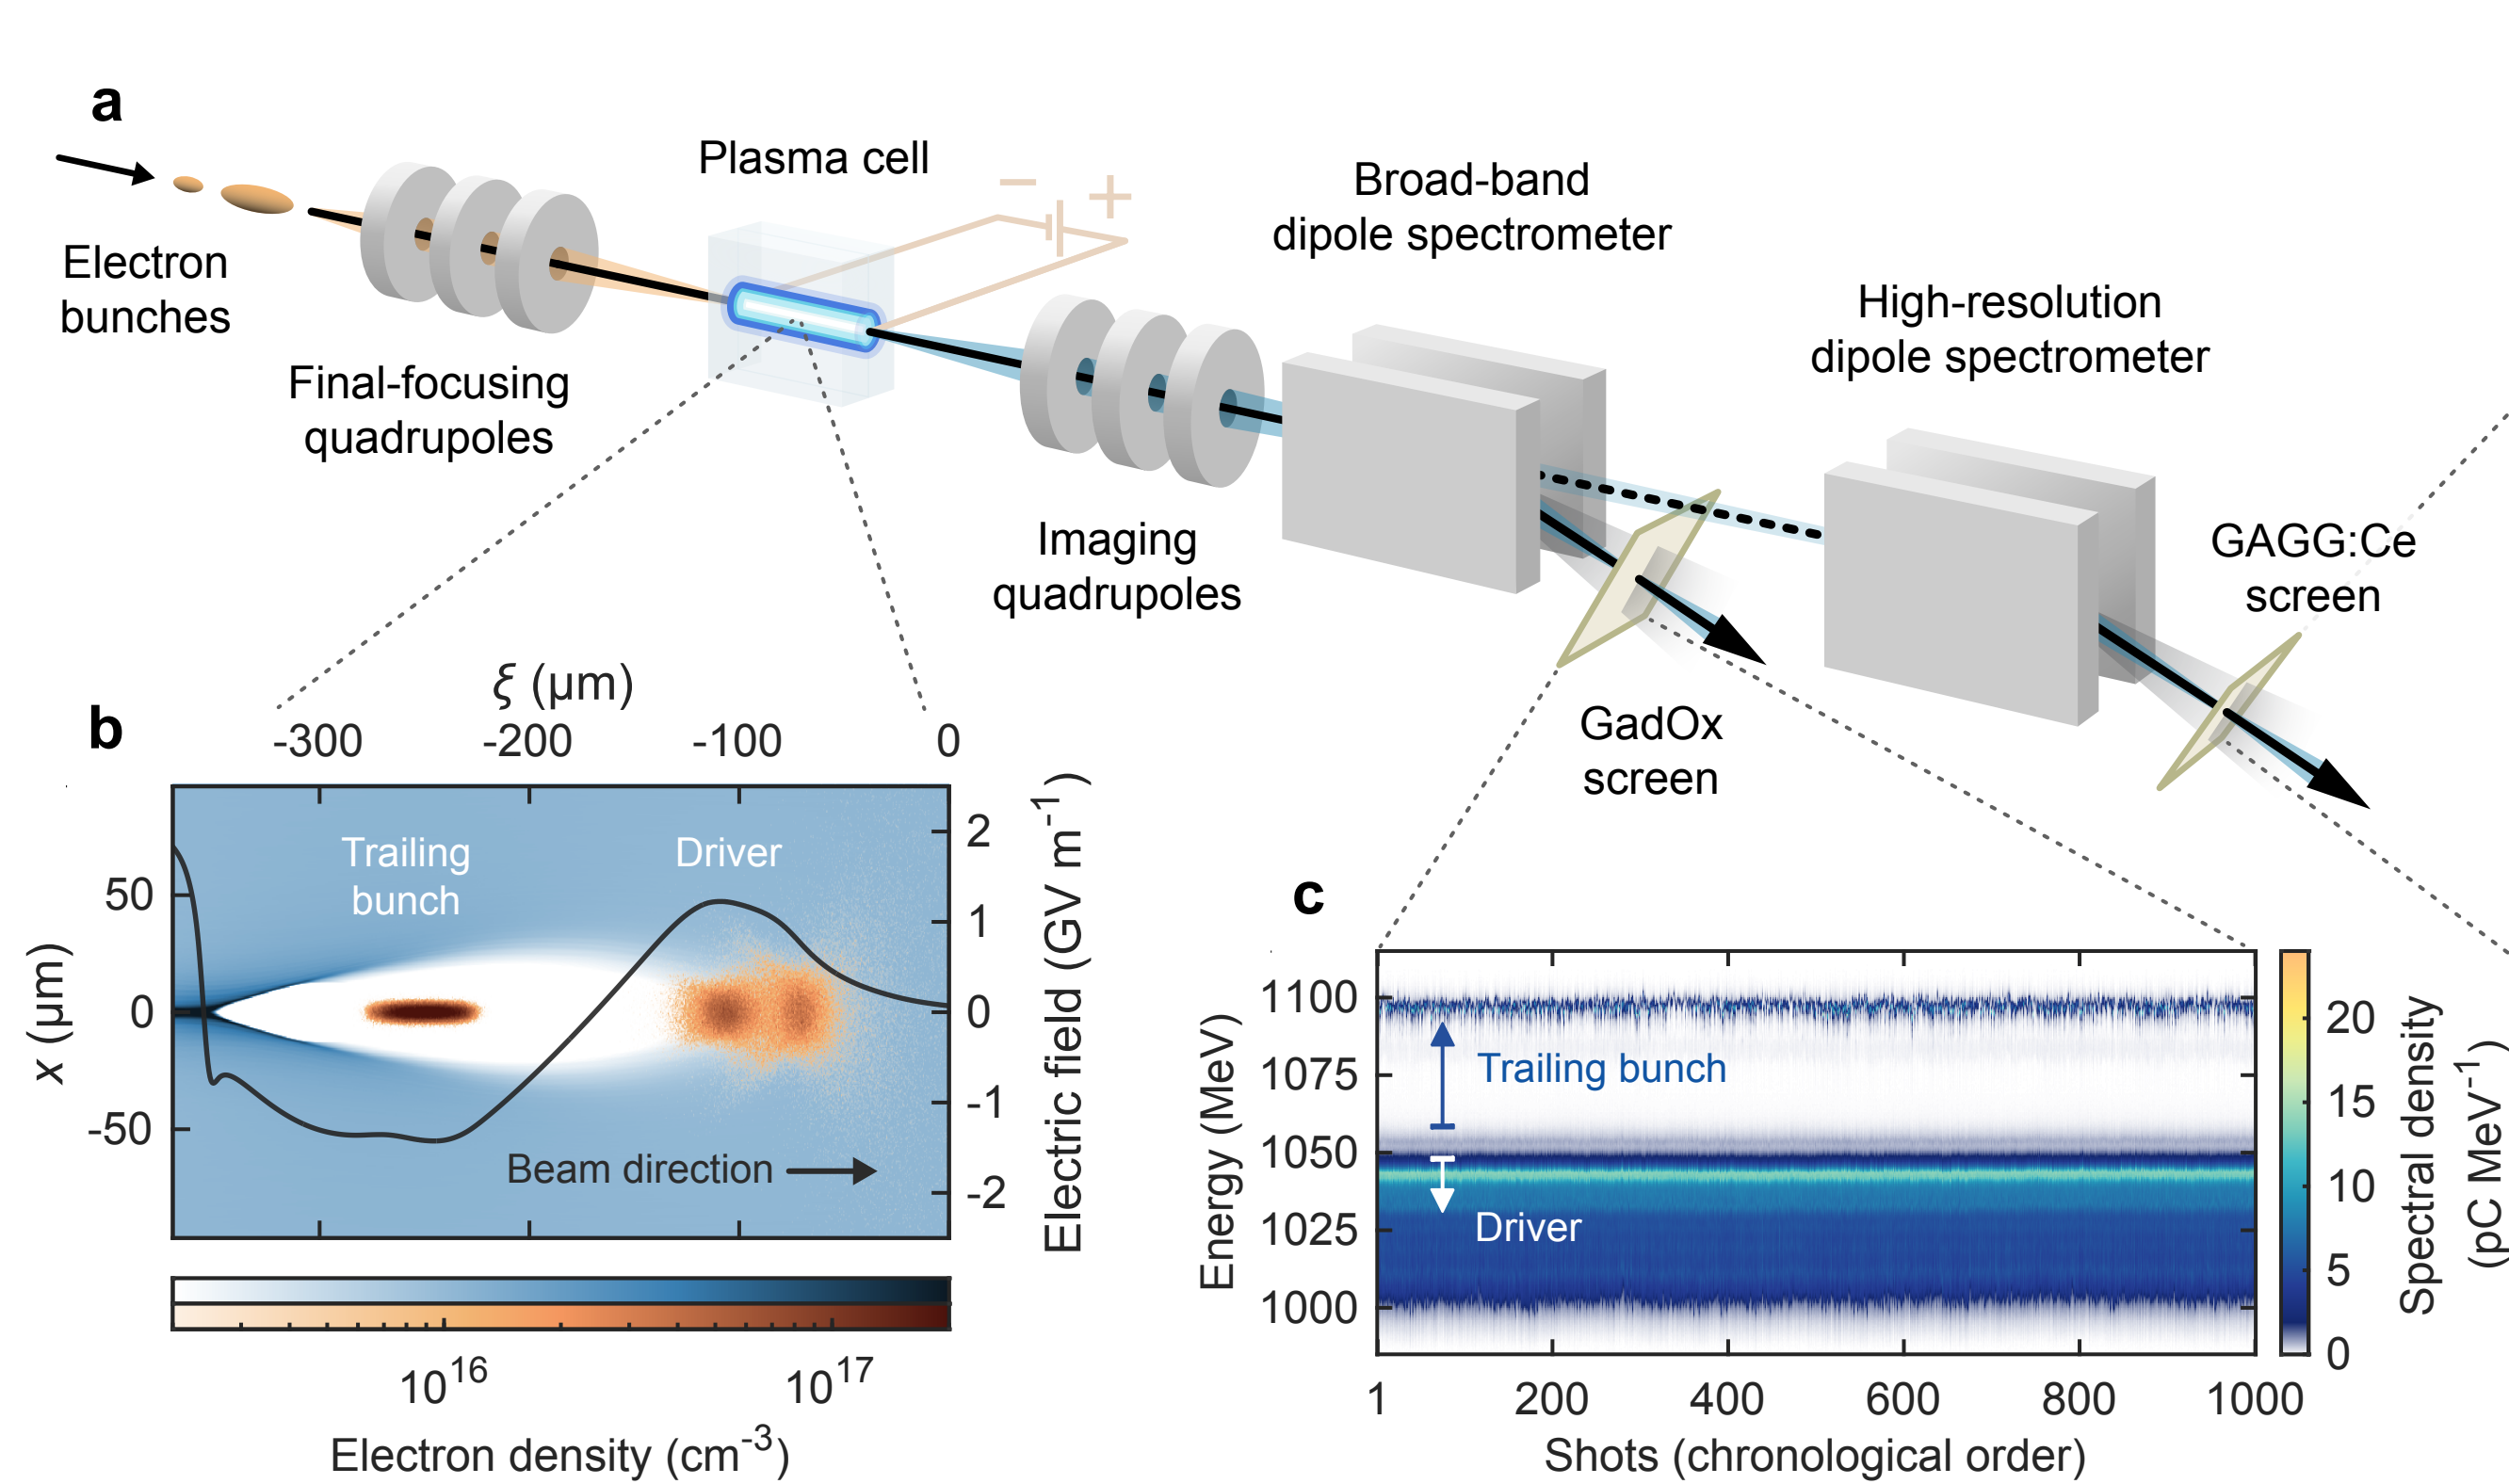 a
Electron
bunches
Final-focusing
quadrupoles
Plasma cell
− +
Imaging
quadrupoles
Broad-band
dipole spectrometer
High-resolution
dipole spectrometer
GadOx
screen
GAGG:Ce
screen
b
ξ (μm)
-300 -200 -100 0
Trailing
bunch
Driver
Beam direction
x (μm)
50
0
-50
2
1
0
-1
-2
Electric field (GV m⁻¹)
10¹⁶ 10¹⁷
Electron density (cm⁻³)
c
Energy (MeV)
1100
1075
1050
1025
1000
Trailing bunch
Driver
1 200 400 600 800 1000
Shots (chronological order)
20
15
10
5
0
Spectral density
(pC MeV⁻¹)